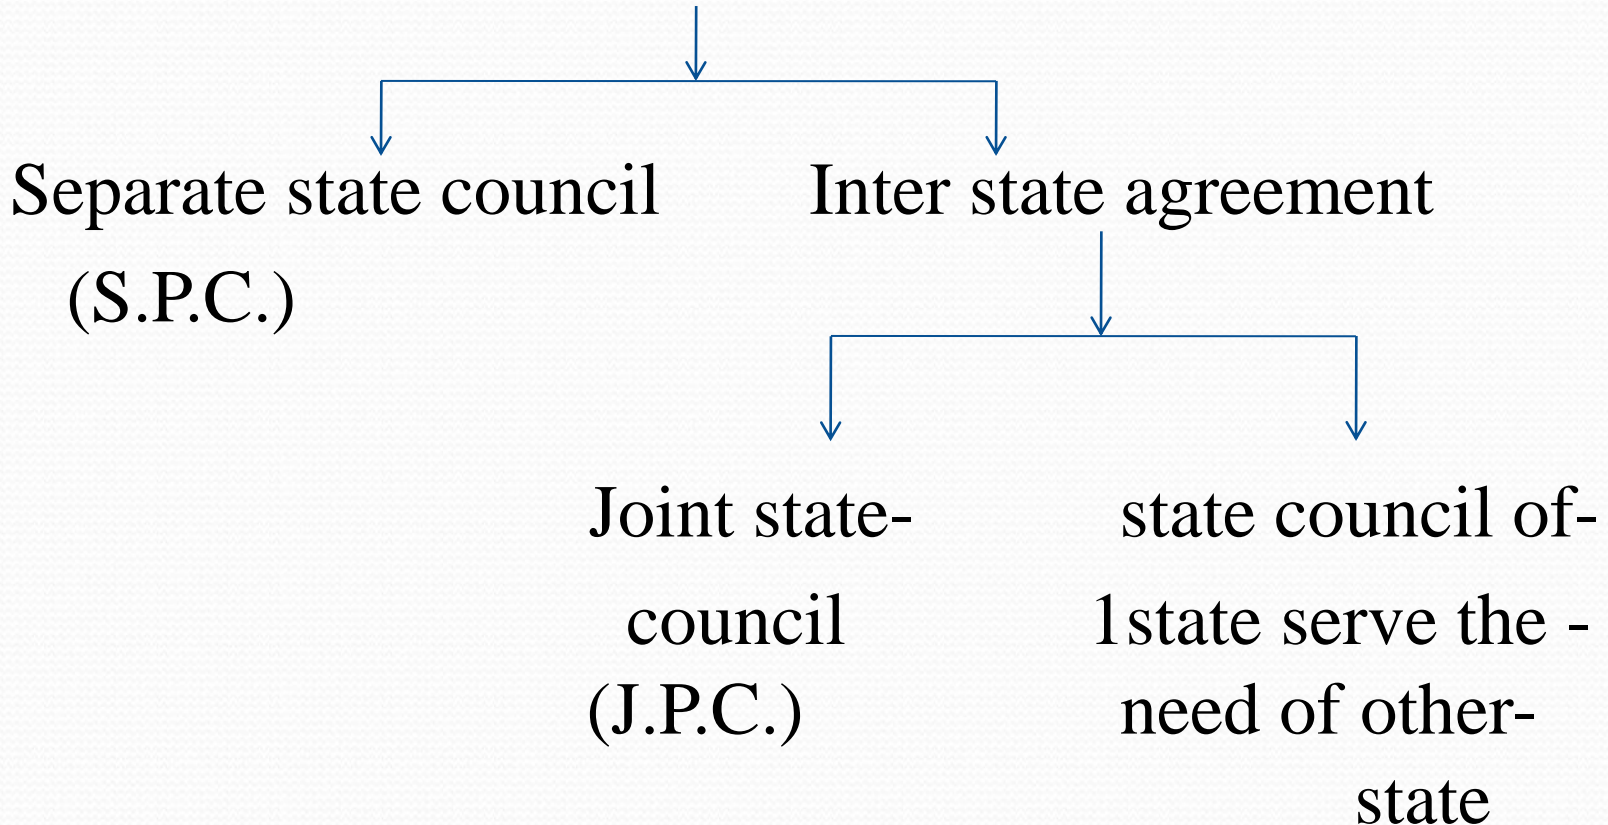 Separate state council
Inter state agreement
(S.P.C.)
Joint state-
council
(J.P.C.)
state council of-
1state serve the -
need of other-
state